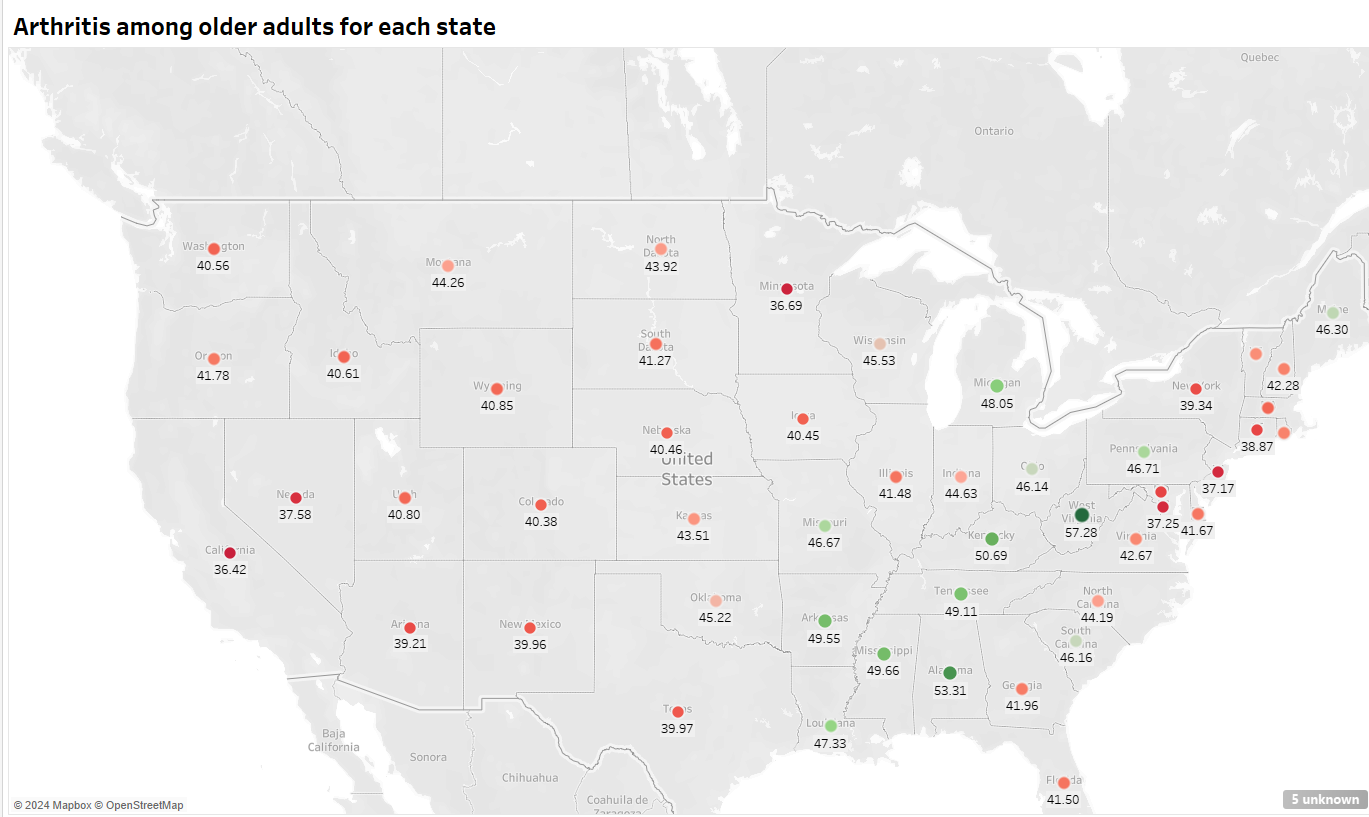 Arthritis among older adults for each state
Quebec
Ontario
Washington
40.56
Montana
44.26
North
Dakota
43.92
Minnesota
36.69
Maine
46.30
Oregon
41.78
Idaho
40.61
South
Dakota
41.27
Wisconsin
45.53
Wyoming
40.85
Michigan
48.05
New York
39.34
42.28
Nebraska
40.46
Iowa
40.45
38.87
United
States
Pennsylvania
46.71
Nevada
37.58
Utah
40.80
Colorado
40.38
Kansas
43.51
Illinois
41.48
Indiana
44.63
Ohio
46.14
37.17
Missouri
46.67
West
Virginia
57.28
37.25
41.67
California
36.42
Kentucky
50.69
Virginia
42.67
Oklahoma
45.22
Arkansas
49.55
Tennessee
49.11
North
Carolina
44.19
Arizona
39.21
New Mexico
39.96
South
Carolina
46.16
Mississippi
49.66
Alabama
53.31
Georgia
41.96
Texas
39.97
Louisiana
47.33
Baja
California
Sonora
Chihuahua
Coahuila de
Zaragoza
Florida
41.50
© 2024 Mapbox © OpenStreetMap
5 unknown